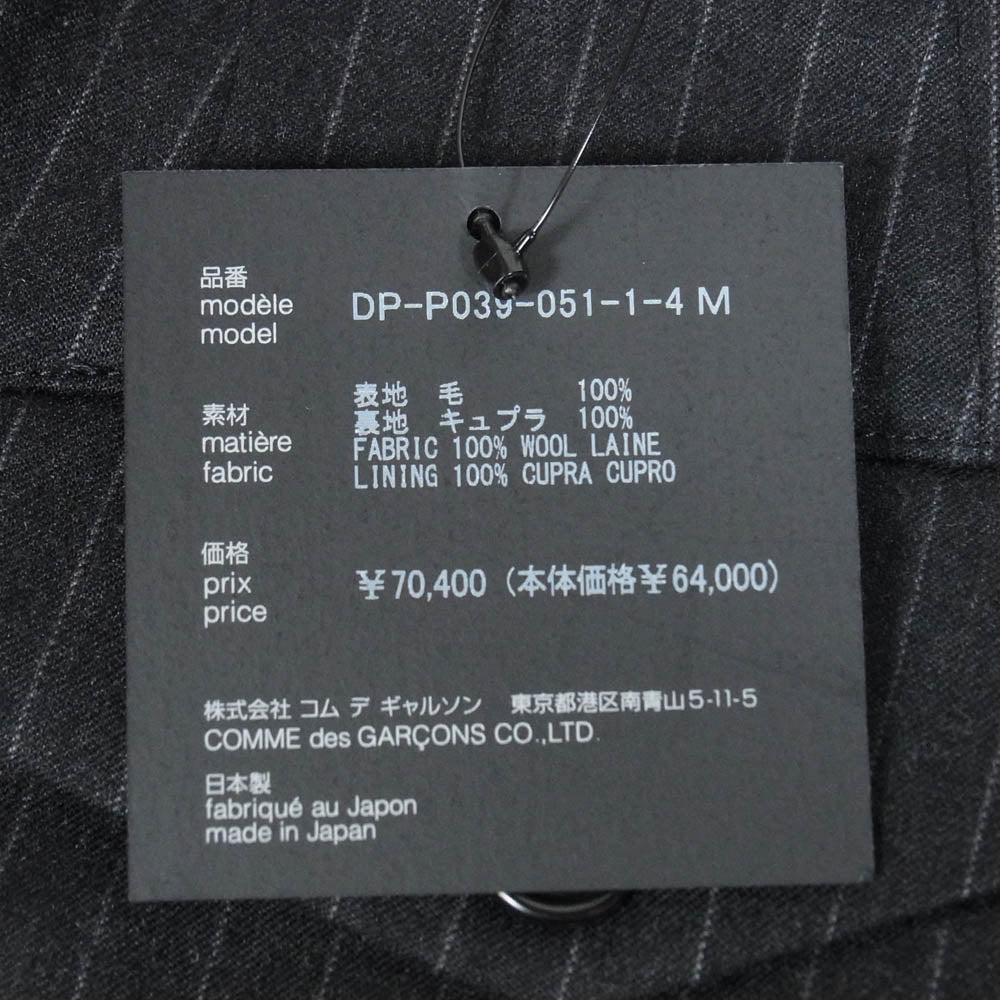 品番
modèle
model
DP-P039-051-1-4 M
素材
matière
fabric
表地 毛 100%
裏地 キュプラ 100%
FABRIC 100% WOOL LAINE
LINING 100% CUPRA CUPRO
価格
prix
price
¥70,400 (本体価格¥64,000)
株式会社 コム デ ギャルソン 東京都港区南青山5-11-5
COMME des GARÇONS CO.,LTD.
日本製
fabriqué au Japon
made in Japan